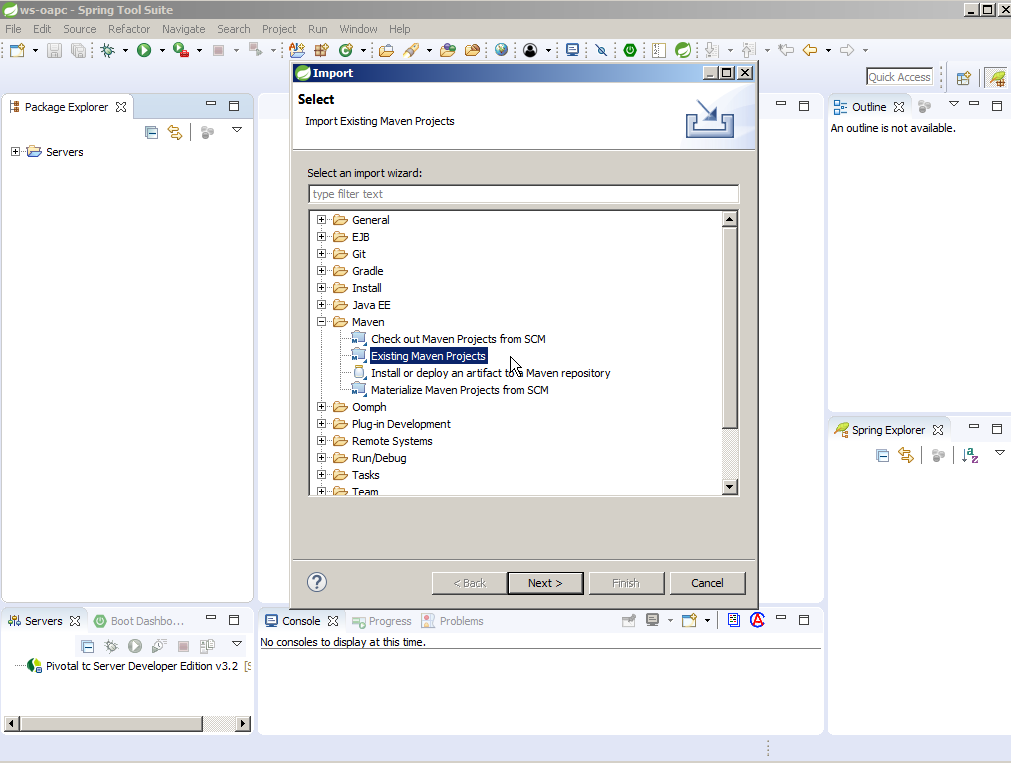 ws-oapc - Spring Tool Suite
File Edit Source Refactor Navigate Search Project Run Window Help
Quick Access
Package Explorer
Servers
Import
Select
Import Existing Maven Projects
Select an import wizard:
type filter text
General
EJB
Git
Gradle
Install
Java EE
Maven
Check out Maven Projects from SCM
Existing Maven Projects
Install or deploy an artifact to a Maven repository
Materialize Maven Projects from SCM
Oomph
Plug-in Development
Remote Systems
Run/Debug
Tasks
Team
< Back Next > Finish Cancel
Outline
An outline is not available.
Spring Explorer
Servers Boot Dashbo...
Pivotal tc Server Developer Edition v3.2
Console Progress Problems
No consoles to display at this time.